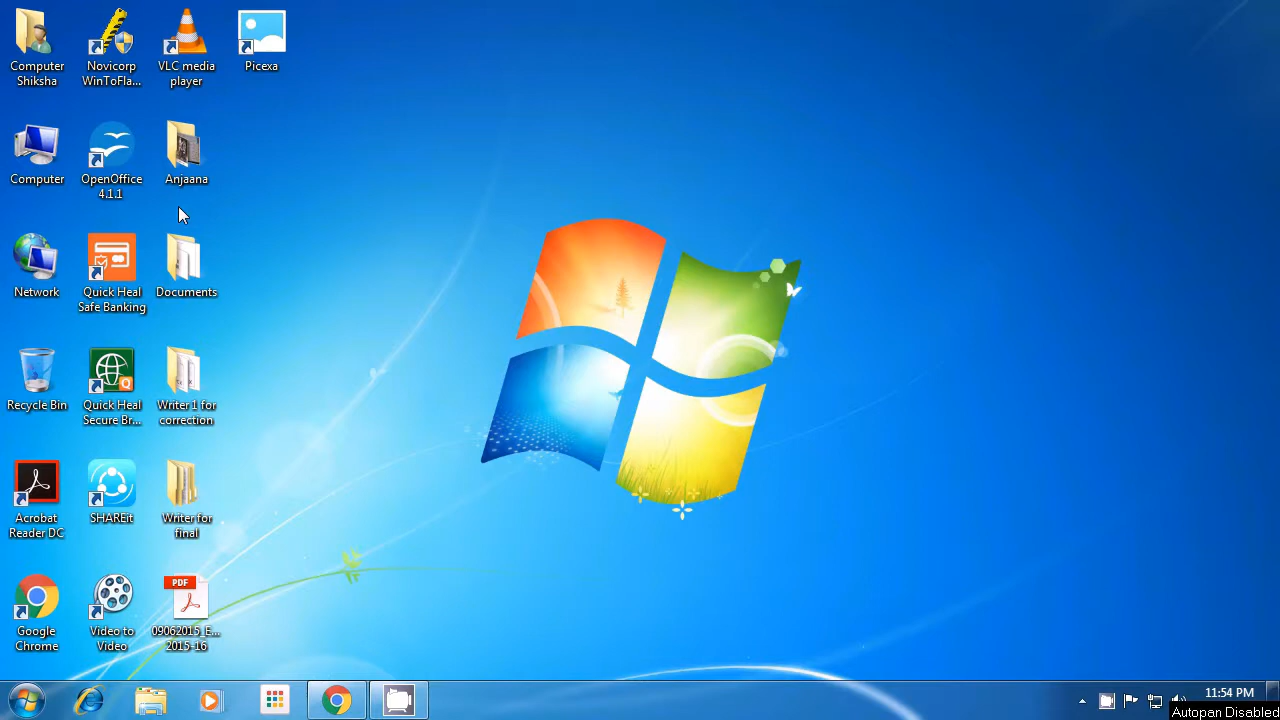 Computer
Shiksha
Novicorp
WinToFla...
VLC media
player
Picexa
Computer
OpenOffice
4.1.1
Anjaana
Network
Quick Heal
Safe Banking
Documents
Recycle Bin
Quick Heal
Secure Br...
Writer 1 for
correction
Acrobat
Reader DC
SHAREit
Writer for
final
Google
Chrome
Video to
Video
PDF
09062015_E...
2015-16
11:54 PM
Autopan Disabled